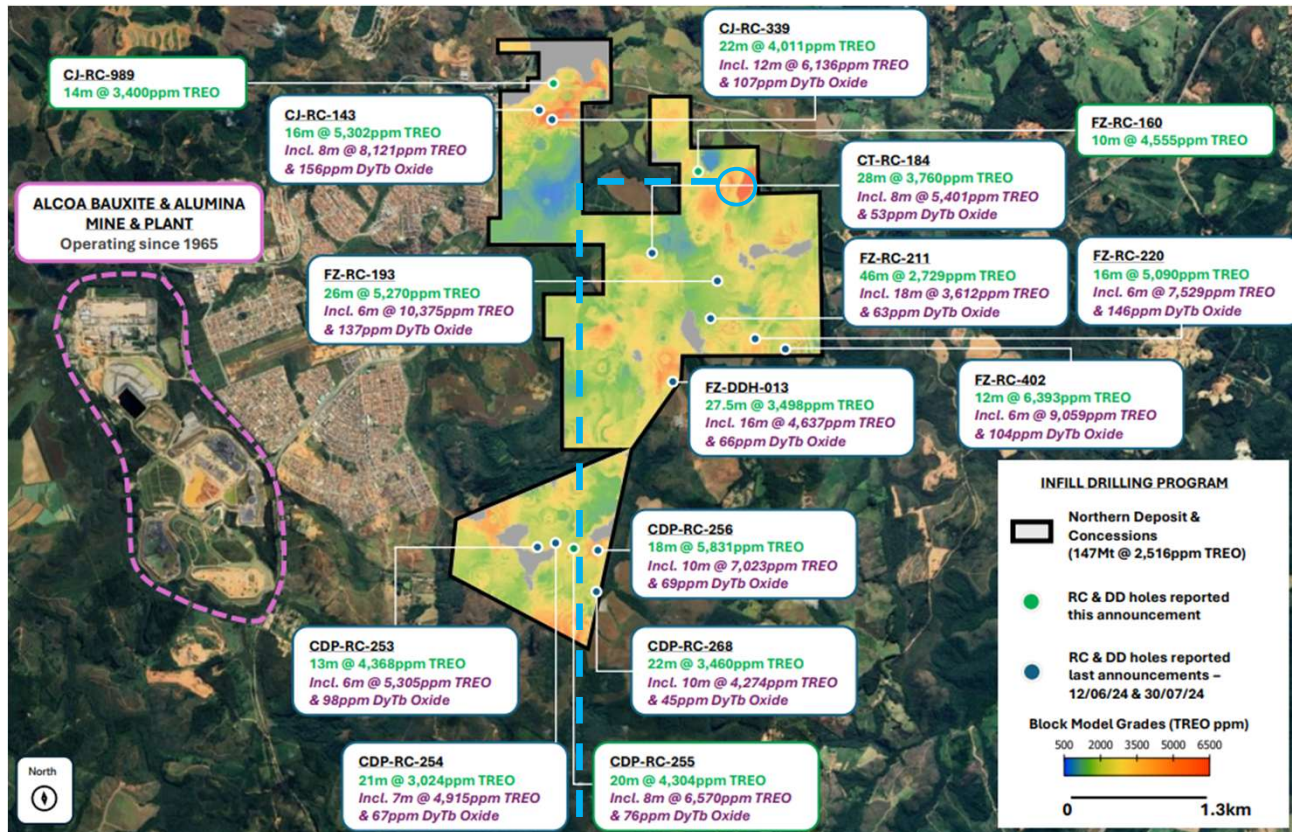 CJ-RC-989
14m @ 3,400ppm TREO
CJ-RC-143
16m @ 5,302ppm TREO
Incl. 8m @ 8,121ppm TREO
& 156ppm DyTb Oxide
CJ-RC-339
22m @ 4,011ppm TREO
Incl. 12m @ 6,136ppm TREO
& 107ppm DyTb Oxide
FZ-RC-160
10m @ 4,555ppm TREO
CT-RC-184
28m @ 3,760ppm TREO
Incl. 8m @ 5,401ppm TREO
& 53ppm DyTb Oxide
ALCOA BAUXITE & ALUMINA
MINE & PLANT
Operating since 1965
FZ-RC-193
26m @ 5,270ppm TREO
Incl. 6m @ 10,375ppm TREO
& 137ppm DyTb Oxide
FZ-RC-211
46m @ 2,729ppm TREO
Incl. 18m @ 3,612ppm TREO
& 63ppm DyTb Oxide
FZ-RC-220
16m @ 5,090ppm TREO
Incl. 6m @ 7,529ppm TREO
& 146ppm DyTb Oxide
FZ-DDH-013
27.5m @ 3,498ppm TREO
Incl. 16m @ 4,637ppm TREO
& 66ppm DyTb Oxide
FZ-RC-402
12m @ 6,393ppm TREO
Incl. 6m @ 9,059ppm TREO
& 104ppm DyTb Oxide
CDP-RC-256
18m @ 5,831ppm TREO
Incl. 10m @ 7,023ppm TREO
& 69ppm DyTb Oxide
CDP-RC-253
13m @ 4,368ppm TREO
Incl. 6m @ 5,305ppm TREO
& 98ppm DyTb Oxide
CDP-RC-268
22m @ 3,460ppm TREO
Incl. 10m @ 4,274ppm TREO
& 45ppm DyTb Oxide
CDP-RC-254
21m @ 3,024ppm TREO
Incl. 7m @ 4,915ppm TREO
& 67ppm DyTb Oxide
CDP-RC-255
20m @ 4,304ppm TREO
Incl. 8m @ 6,570ppm TREO
& 76ppm DyTb Oxide
INFILL DRILLING PROGRAM
Northern Deposit &
Concessions
(147Mt @ 2,516ppm TREO)
RC & DD holes reported
this announcement
RC & DD holes reported
last announcements –
12/06/24 & 30/07/24
Block Model Grades (TREO ppm)
500 2000 3500 5000 6500
0 1.3km
North